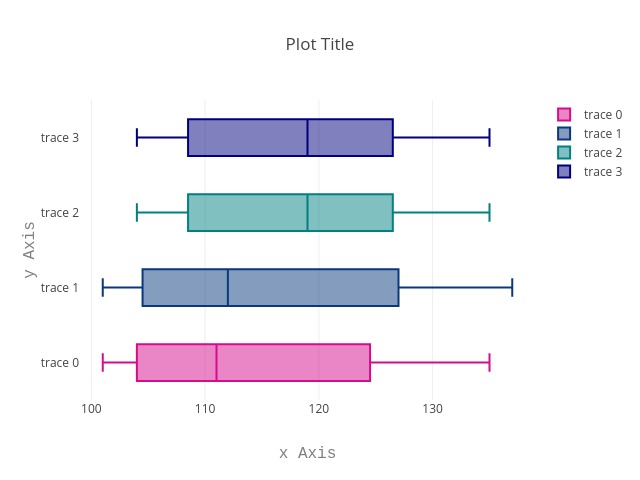 Plot Title
trace 0
trace 1
trace 2
trace 3
trace 3
trace 2
trace 1
trace 0
y Axis
100 110 120 130
x Axis